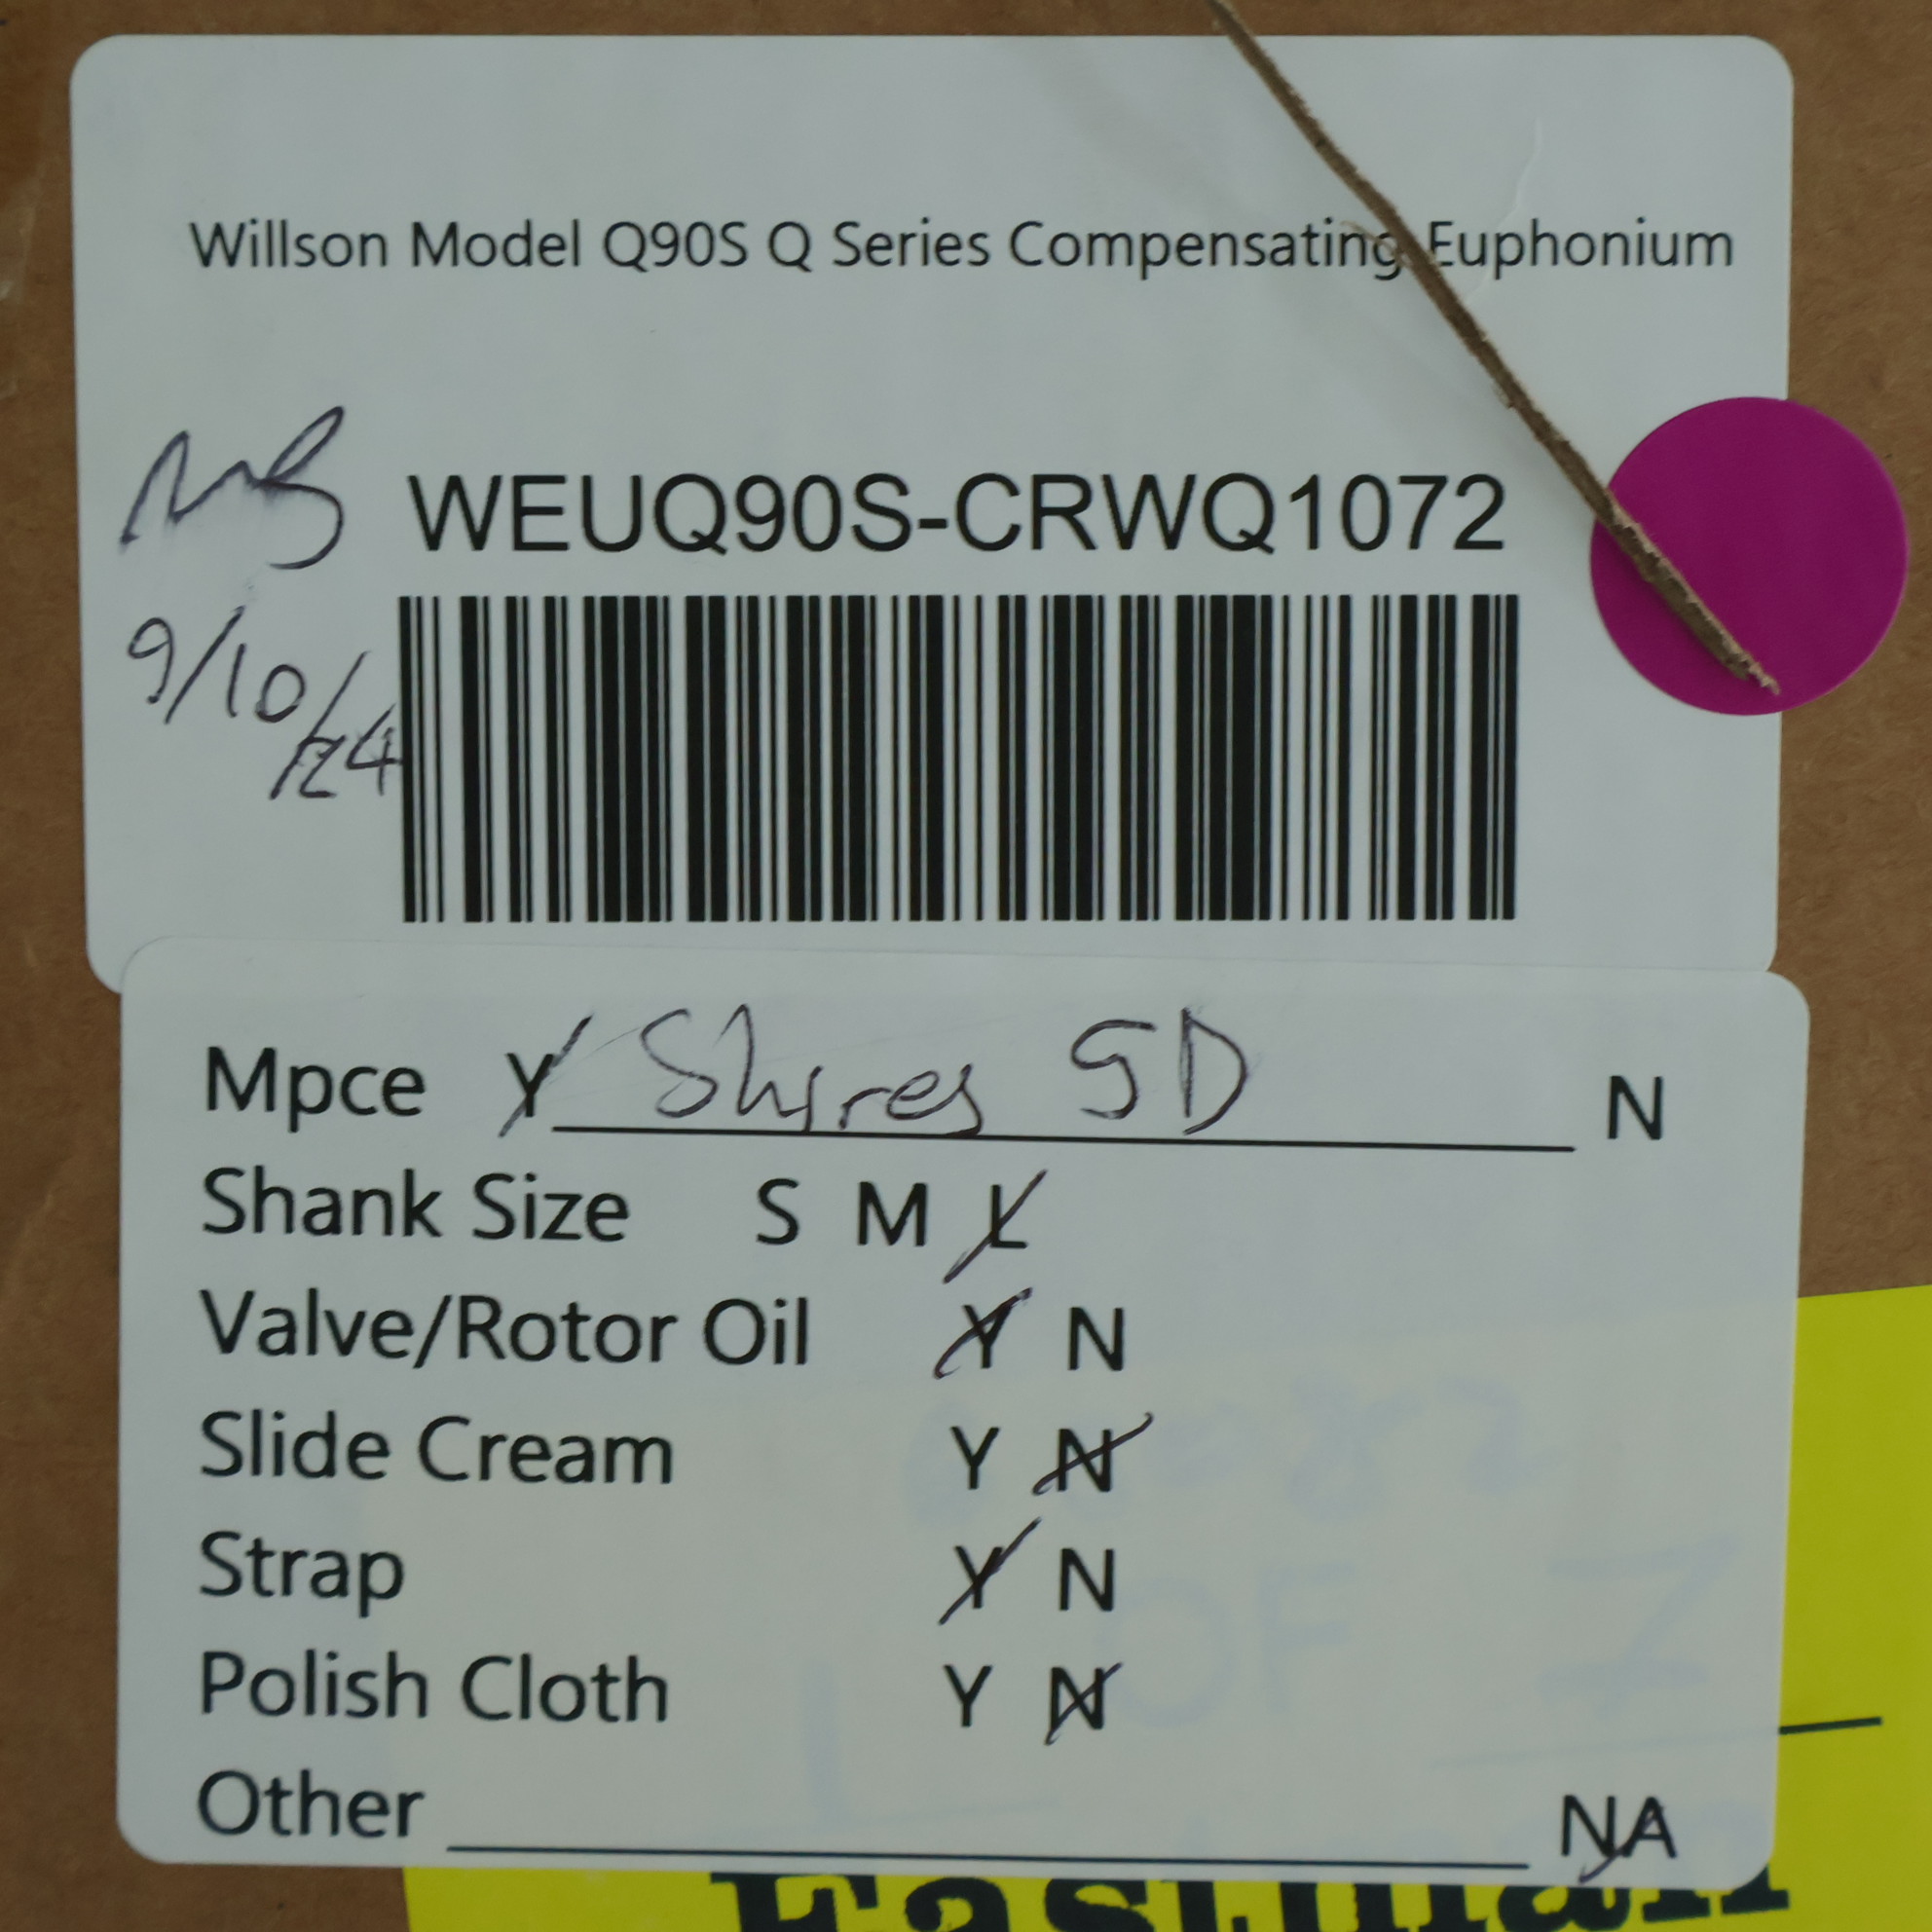 Willson Model Q90S Q Series Compensating Euphonium
WEUQ90S-CRWQ1072
9/10/24
Mpce Y Shires 5D N
Shank Size S M L
Valve/Rotor Oil Y N
Slide Cream Y N
Strap Y N
Polish Cloth Y N
Other NA
Eastman